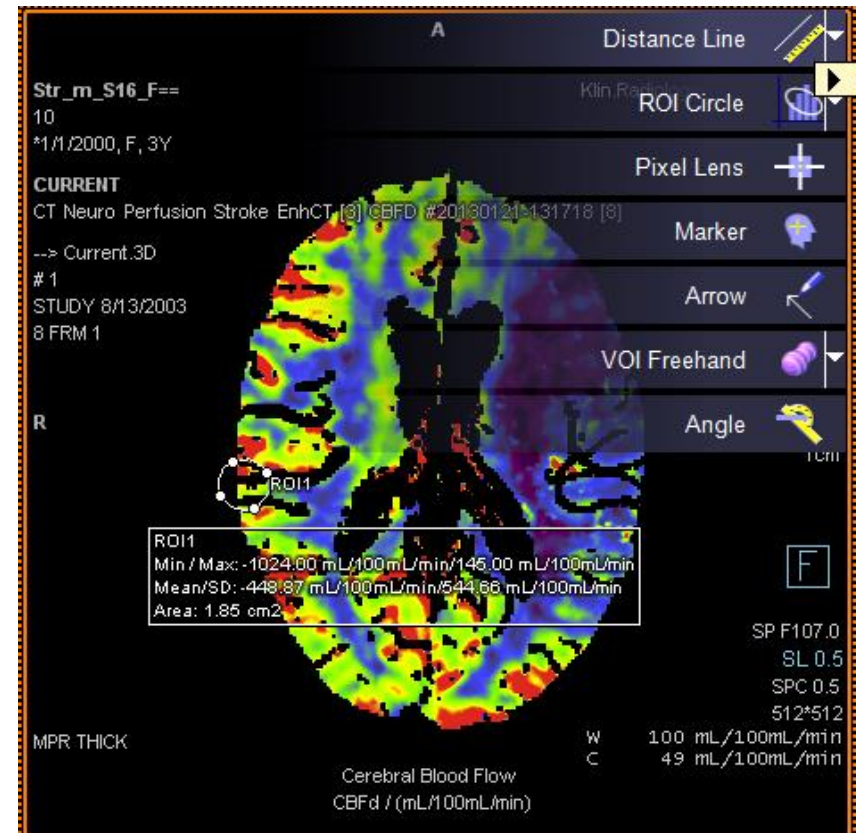 A
Distance Line
Str_m_S16_F==
10
ROI Circle
*1/1/2000, F, 3Y
Pixel Lens
CURRENT
CT Neuro Perfusion Stroke EnhCT [3] CBFD #20130121-131718 [8]
Marker
--> Current.3D
# 1
Arrow
STUDY 8/13/2003
8 FRM 1
VOI Freehand
R
Angle
ROI1
ROI1
Min / Max: -1024.00 mL/100mL/min/145.00 mL/100mL/min
Mean/SD: -448.87 mL/100mL/min/544.66 mL/100mL/min
Area: 1.85 cm2
F
SP F107.0
SL 0.5
SPC 0.5
512*512
MPR THICK
W 100 mL/100mL/min
C 49 mL/100mL/min
Cerebral Blood Flow
CBFd / (mL/100mL/min)